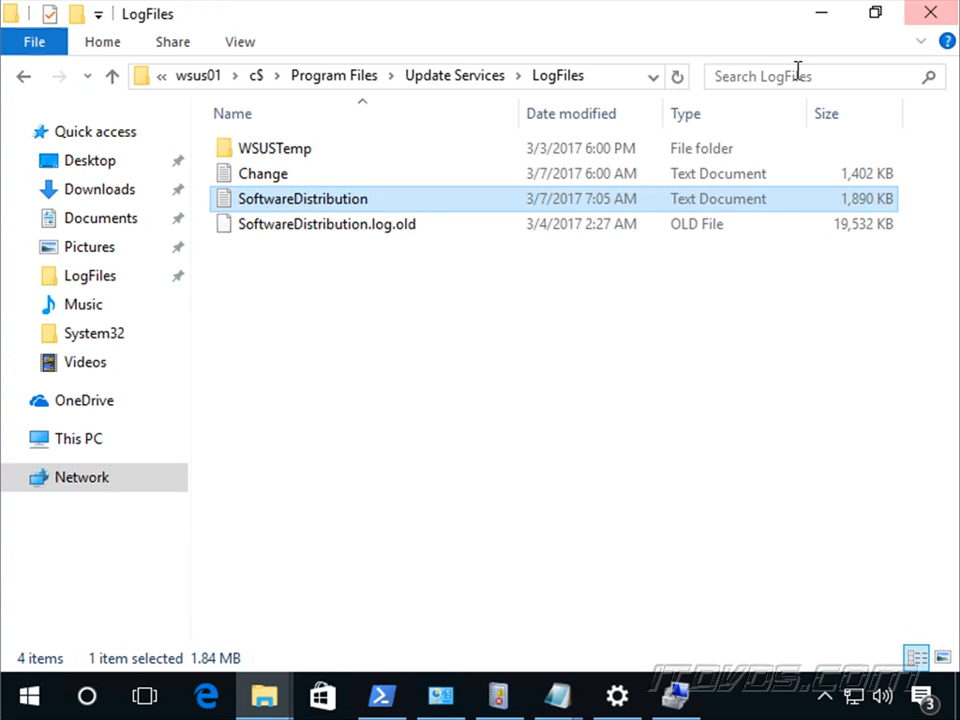 LogFiles
File Home Share View
« wsus01 > c$ > Program Files > Update Services > LogFiles
Search LogFiles
Name Date modified Type Size
Quick access
Desktop
Downloads
Documents
Pictures
LogFiles
Music
System32
Videos
OneDrive
This PC
Network
WSUSTemp 3/3/2017 6:00 PM File folder
Change 3/7/2017 6:00 AM Text Document 1,402 KB
SoftwareDistribution 3/7/2017 7:05 AM Text Document 1,890 KB
SoftwareDistribution.log.old 3/4/2017 2:27 AM OLD File 19,532 KB
4 items 1 item selected 1.84 MB
ITDVDS.COM
3